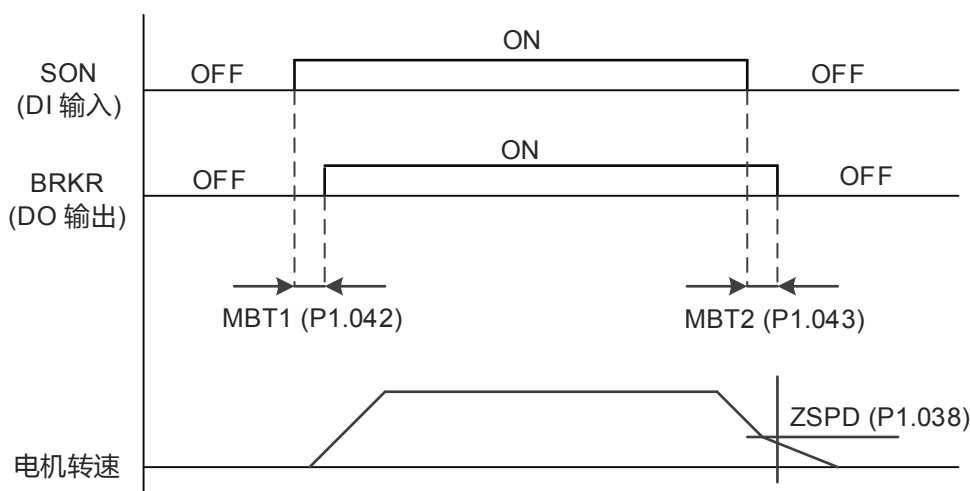 ON
SON
(DI 输入)
OFF
OFF
ON
BRKR
(DO 输出)
OFF
OFF
MBT1 (P1.042)
MBT2 (P1.043)
ZSPD (P1.038)
电机转速